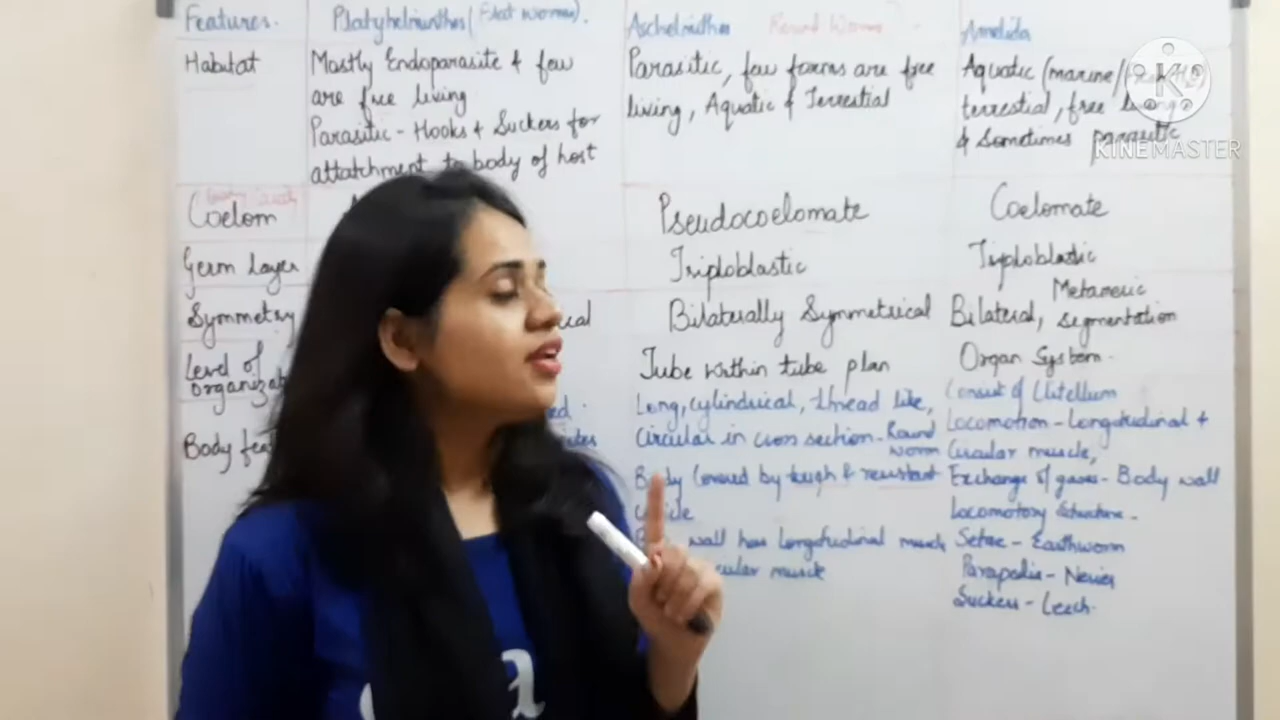 Features. Platyhelminthes (Flat worms). Aschelminthes Round Worms Annelida
Habitat
Mostly Endoparasite & few
are free living
Parasitic - Hooks & Suckers for
attatchment to body of host
Parasitic, few forms are free
living, Aquatic & Terrestial
Aquatic (marine/
terrestial, free living
& Sometimes parasitic
KINEMASTER
Coelom
Pseudocoelomate
Coelomate
Germ Layer
Triploblastic
Triploblastic
Symmetry
Bilaterally Symmetrical
Bilateral, Metameric
segmentation
Level of
Tube within tube plan
Organ System.
Body
Long, cylindrical, thread like,
Circular in cross section - Round
worm
Body Covered by tough & resistant
wall has longitudinal muscle
muscle
Consist of Clitellum
Locomotion - Longitudinal &
Circular muscle,
Exchange of gases - Body wall
Locomotory Structure -
Setae - Earthworm
Parapodia - Nereis
Suckers - Leech.